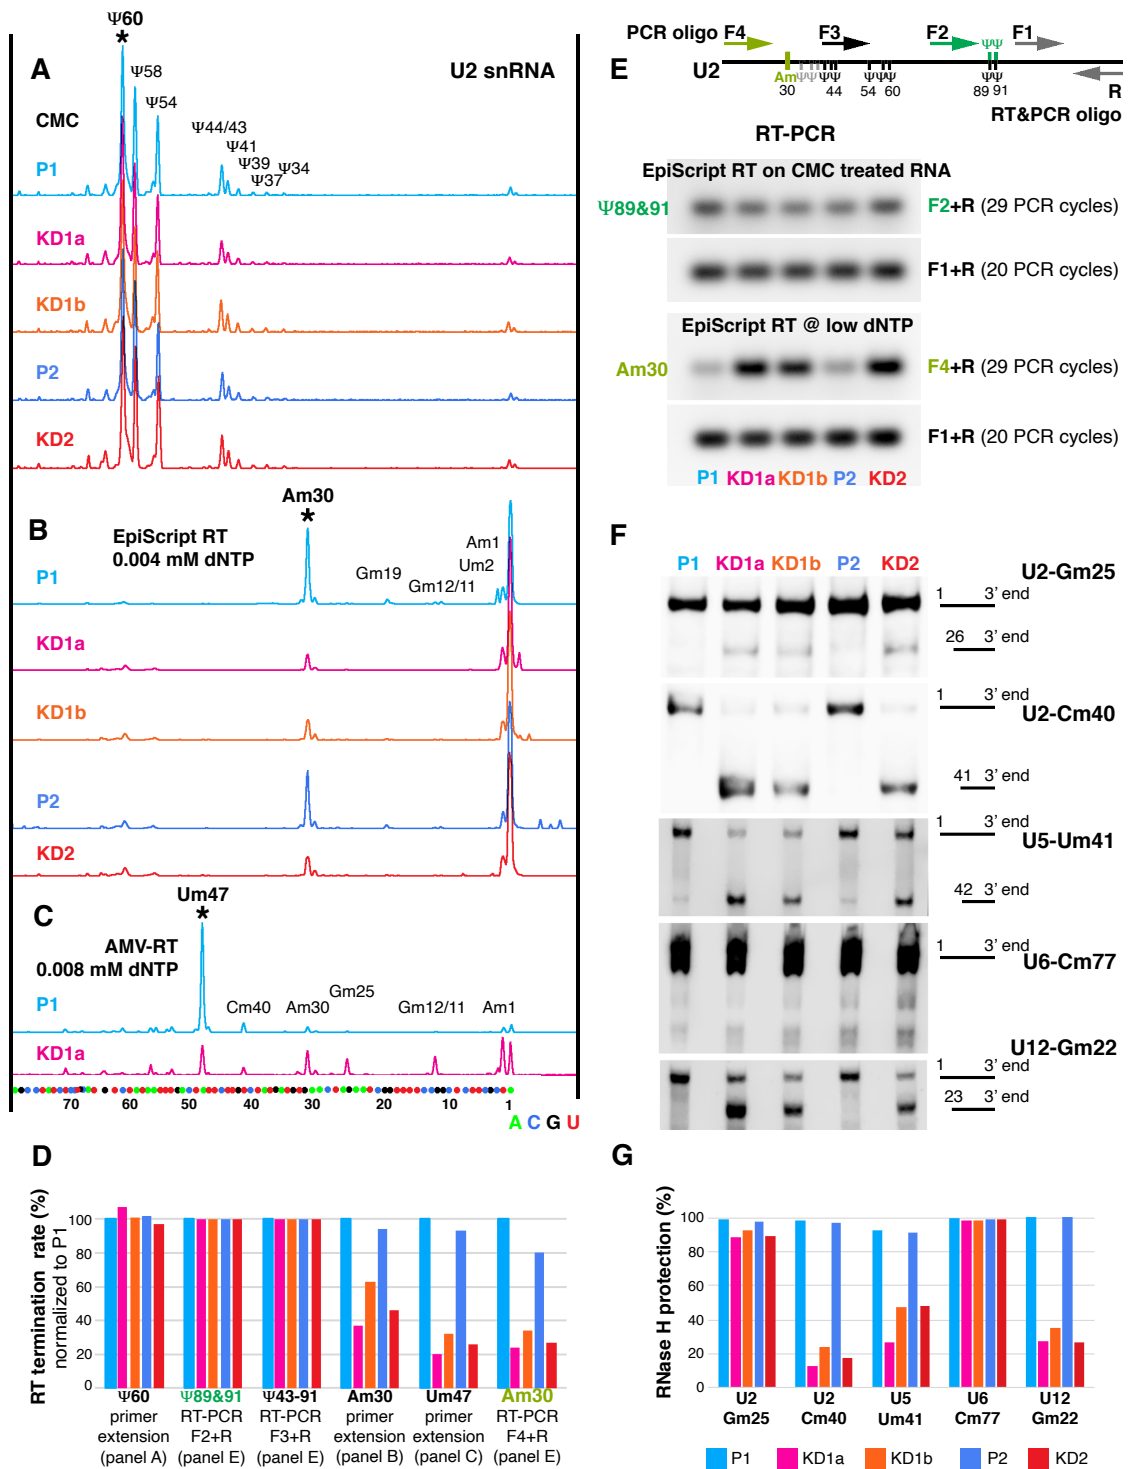 A
U2 snRNA
CMC
Ψ60
*
Ψ58
Ψ54
Ψ44/43
Ψ41
Ψ39
Ψ37
Ψ34
P1
KD1a
KD1b
P2
KD2
B
EpiScript RT
0.004 mM dNTP
Am30
*
Am1
Um2
Gm19
Gm12/11
P1
KD1a
KD1b
P2
KD2
C
Um47
*
AMV-RT
0.008 mM dNTP
P1
Cm40
Am30
Gm25
Gm12/11
Am1
KD1a
70 60 50 40 30 20 10 1
A C G U
D
RT termination rate (%)
normalized to P1
100
80
60
40
20
0
Ψ60
primer
extension
(panel A)
Ψ89&91
RT-PCR
F2+R
(panel E)
Ψ43-91
RT-PCR
F3+R
(panel E)
Am30
primer
extension
(panel B)
Um47
primer
extension
(panel C)
Am30
RT-PCR
F4+R
(panel E)
E
PCR oligo F4 F3 F2 F1
ΨΨ
U2
Am ΨΨ ΨΨ Ψ ΨΨ ΨΨ
30 44 54 60 89 91
R
RT&PCR oligo
RT-PCR
EpiScript RT on CMC treated RNA
Ψ89&91
F2+R (29 PCR cycles)
F1+R (20 PCR cycles)
EpiScript RT @ low dNTP
Am30
F4+R (29 PCR cycles)
F1+R (20 PCR cycles)
P1 KD1a KD1b P2 KD2
F
P1 KD1a KD1b P2 KD2
U2-Gm25
1 3' end
26 3' end
1 3' end
U2-Cm40
41 3' end
1 3' end
U5-Um41
42 3' end
1 3' end
U6-Cm77
U12-Gm22
1 3' end
23 3' end
G
RNase H protection (%)
100
80
60
40
20
0
U2
Gm25
U2
Cm40
U5
Um41
U6
Cm77
U12
Gm22
P1 KD1a KD1b P2 KD2